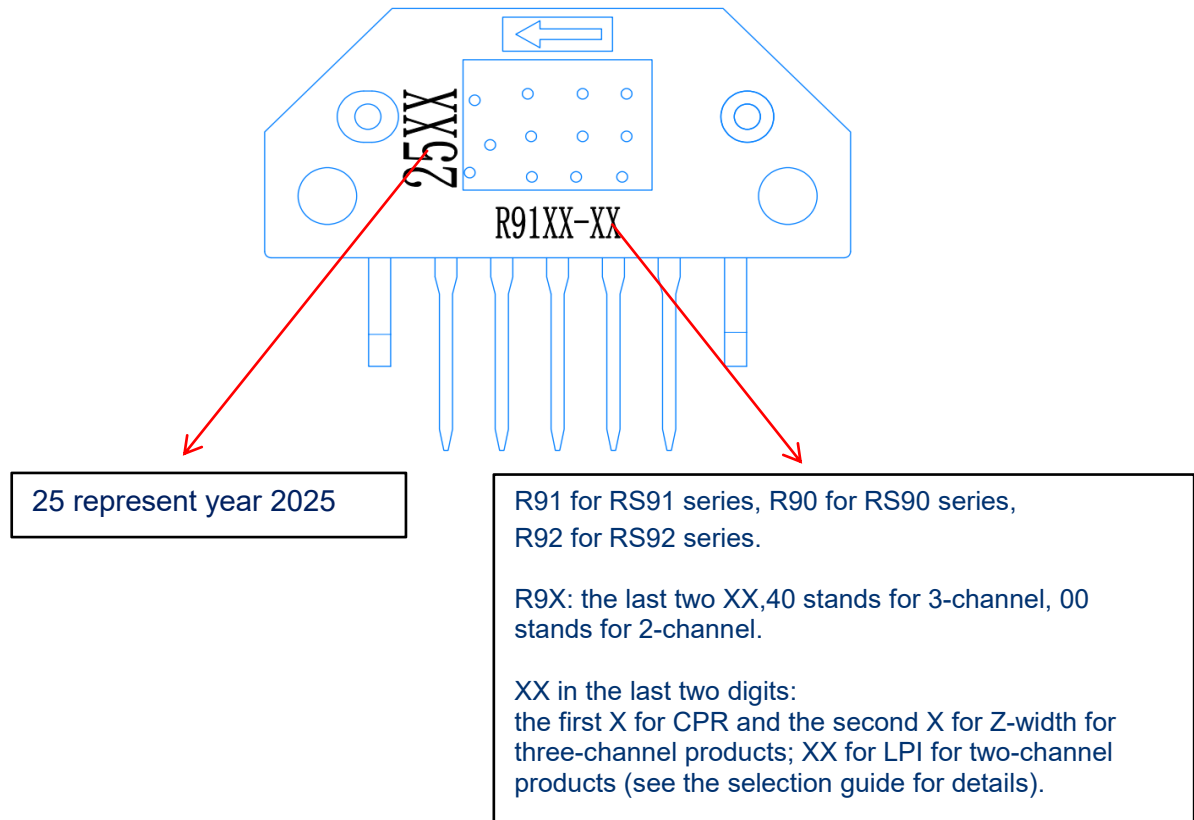 25XX
R91XX-XX
25 represent year 2025
R91 for RS91 series, R90 for RS90 series,
R92 for RS92 series.
R9X: the last two XX,40 stands for 3-channel, 00
stands for 2-channel.
XX in the last two digits:
the first X for CPR and the second X for Z-width for
three-channel products; XX for LPI for two-channel
products (see the selection guide for details).